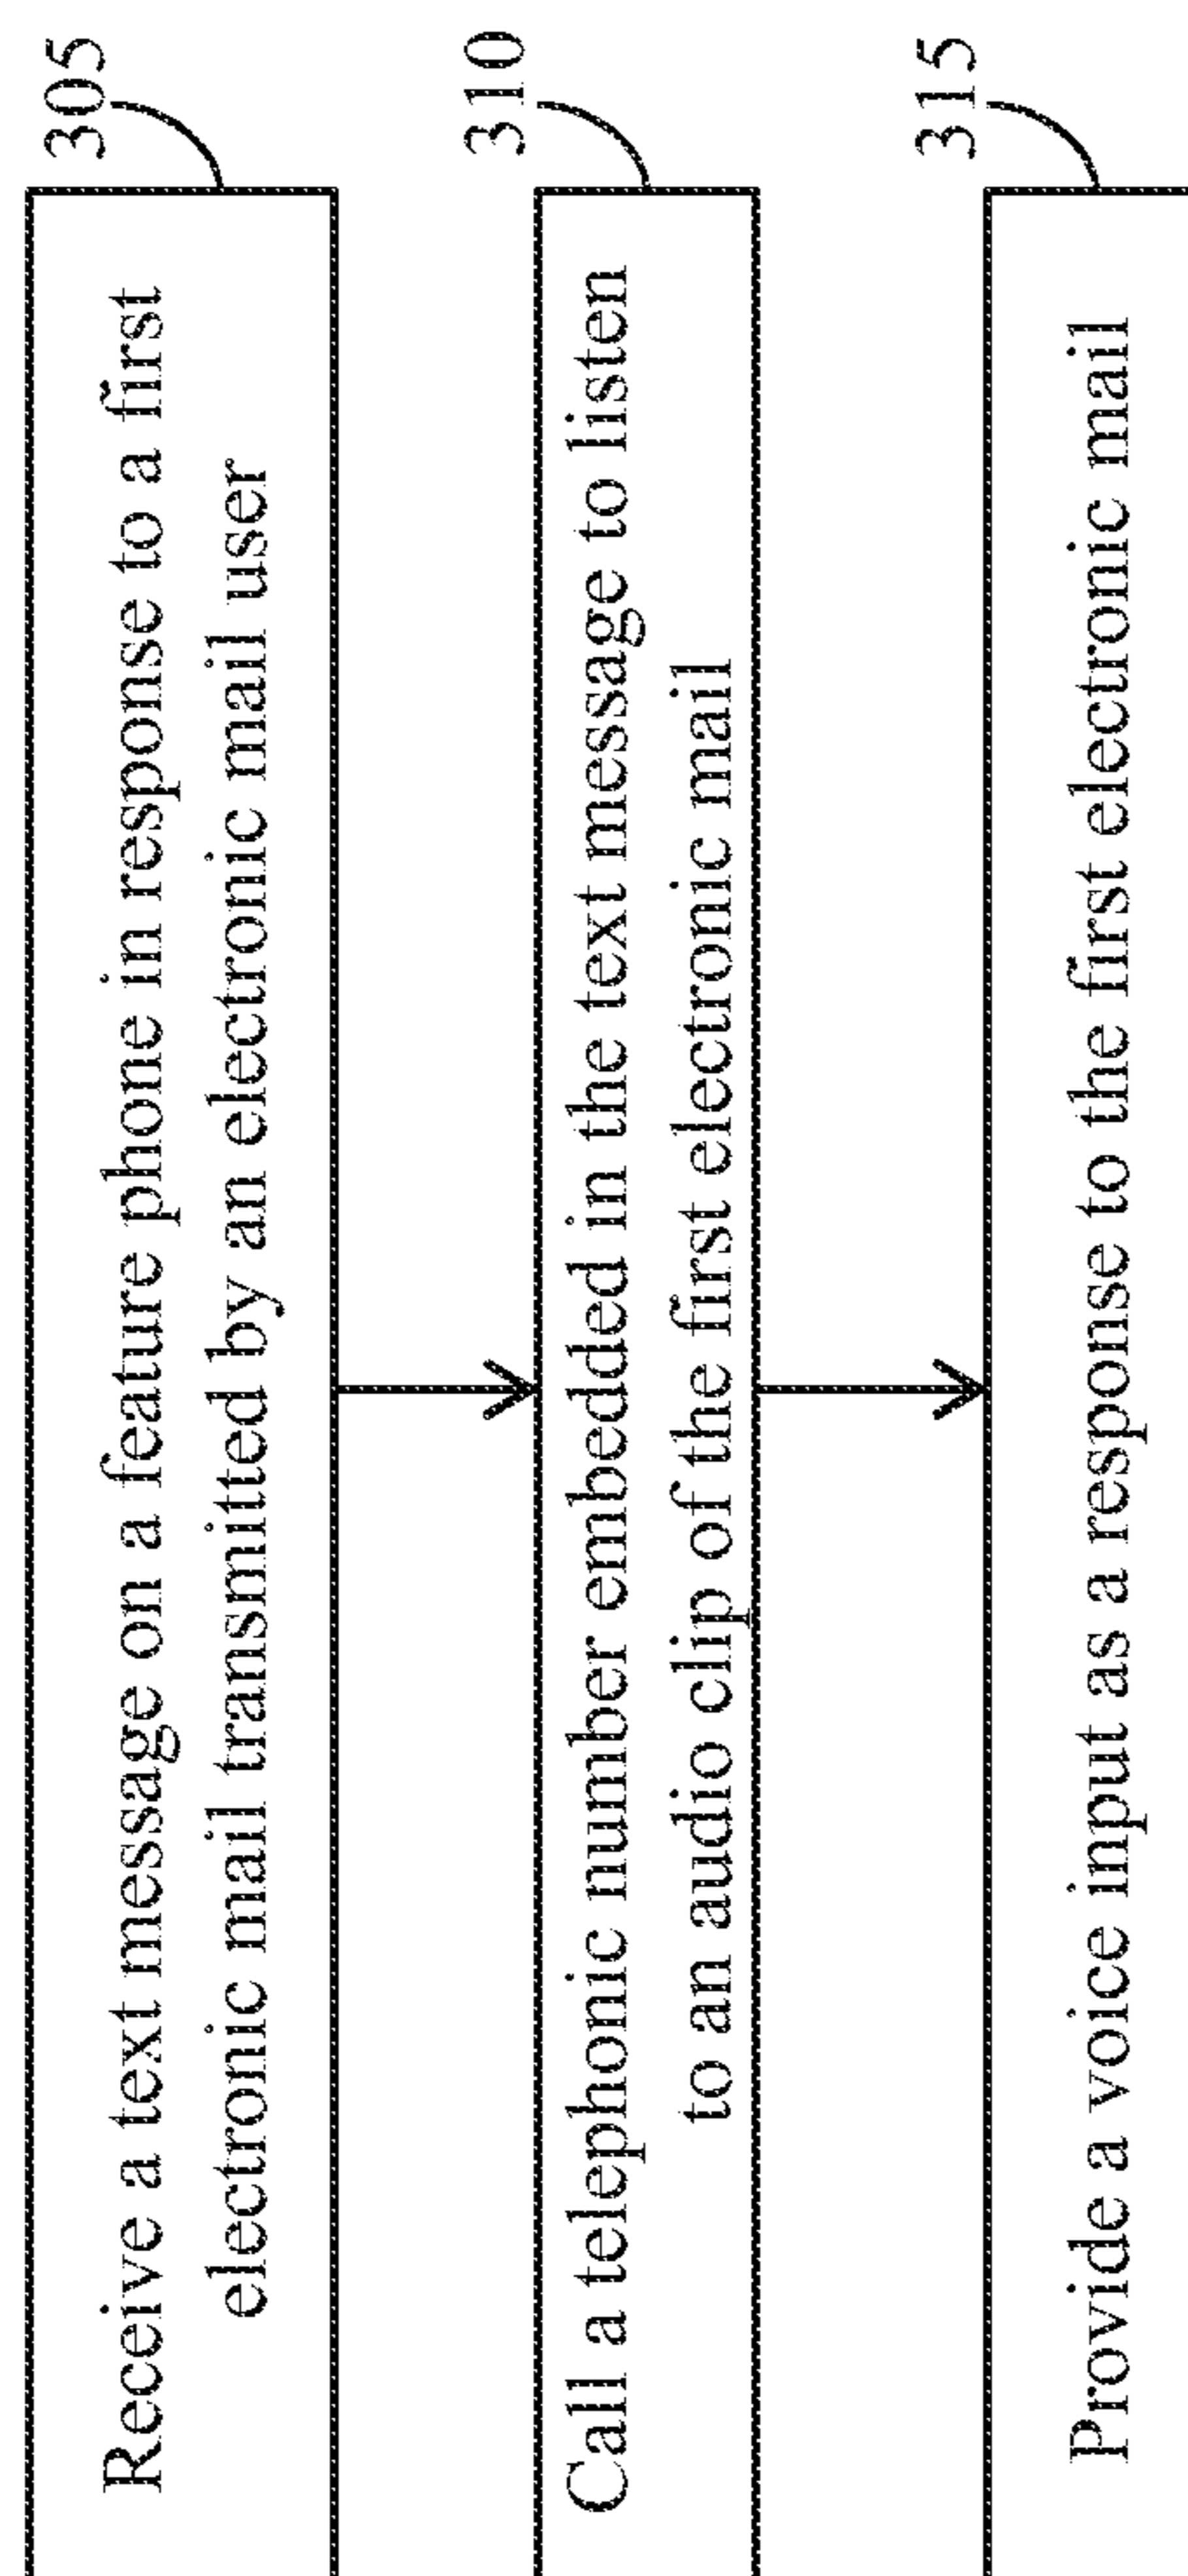 305
Receive a text message on a feature phone in response to a first
electronic mail transmitted by an electronic mail user
310
Call a telephonic number embedded in the text message to listen
to an audio clip of the first electronic mail
315
Provide a voice input as a response to the first electronic mail